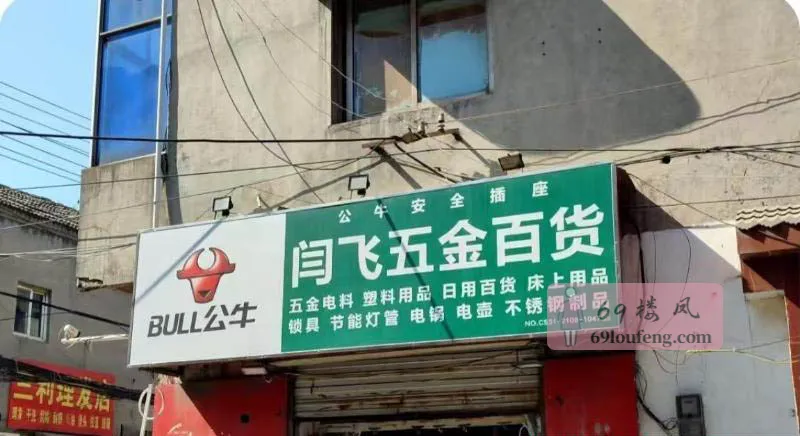 公牛安全插座
闫飞五金百货
BULL公牛
五金电料 塑料用品 日用百货 床上用品
锁具 节能灯管 电锅 电壶 不锈钢制品
69楼凤
69loufeng.com
三利理发店